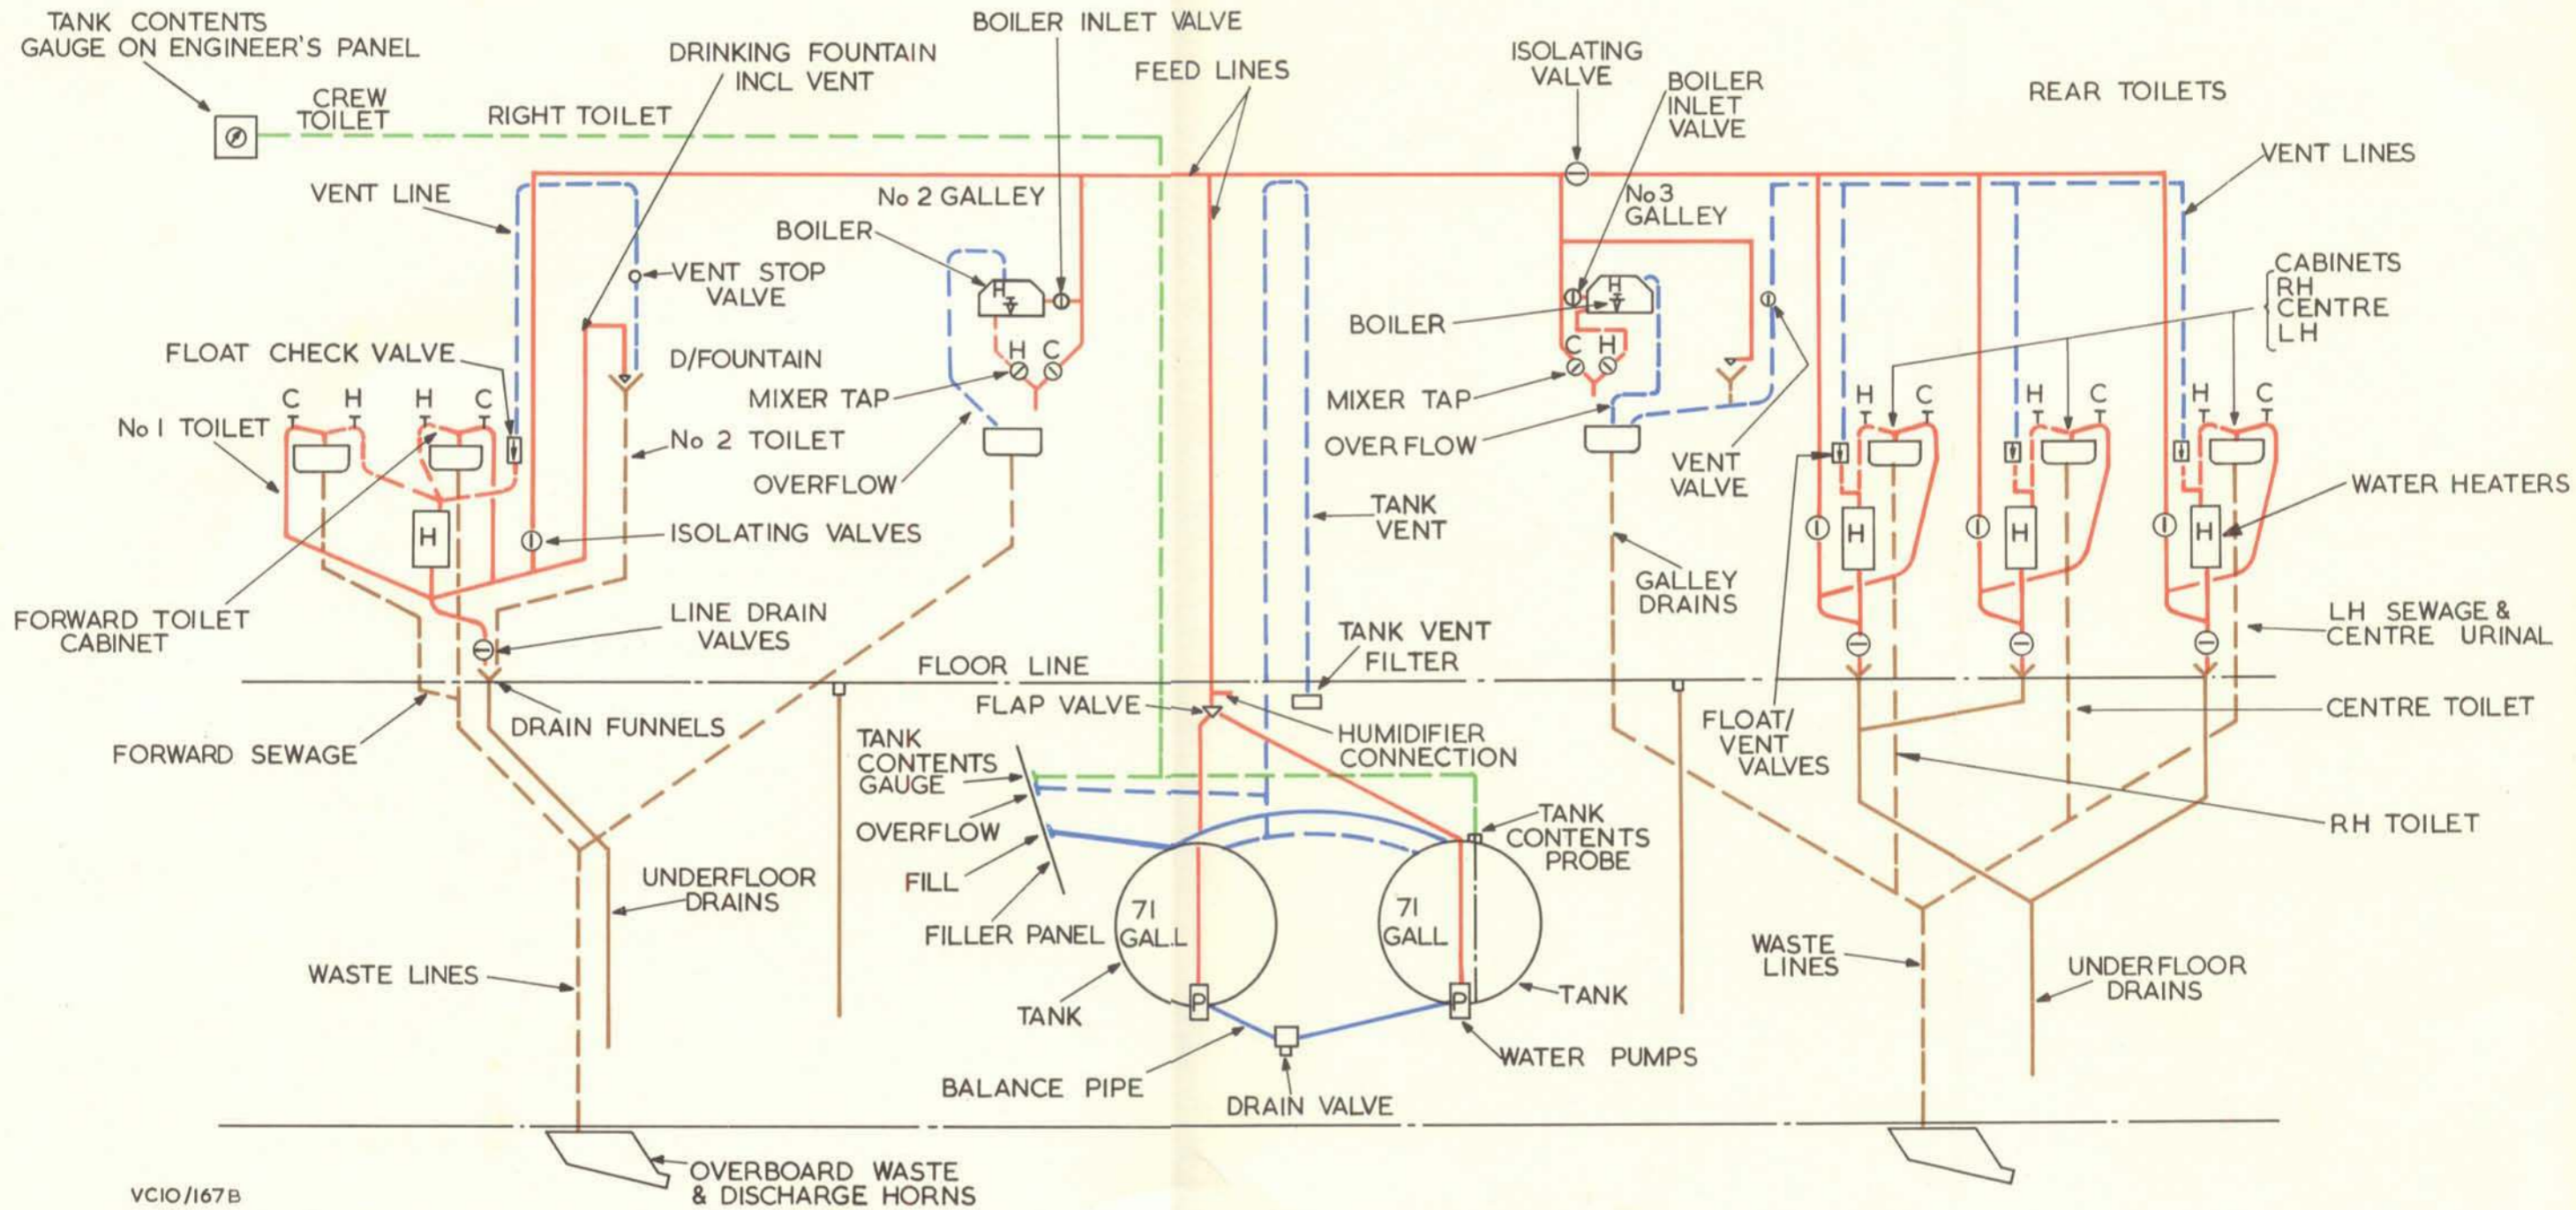 TANK CONTENTS
GAUGE ON ENGINEER'S PANEL
CREW
TOILET
RIGHT TOILET
DRINKING FOUNTAIN
INCL VENT
BOILER INLET VALVE
FEED LINES
ISOLATING
VALVE
BOILER
INLET
VALVE
REAR TOILETS
VENT LINES
VENT LINE
No 2 GALLEY
BOILER
VENT STOP
VALVE
No 3
GALLEY
CABINETS
RH
CENTRE
LH
FLOAT CHECK VALVE
D/FOUNTAIN
MIXER TAP
H
H C
BOILER
H
C H
MIXER TAP
OVERFLOW
C H H C
No 1 TOILET
No 2 TOILET
OVERFLOW
H C
H C
H C
VENT
VALVE
WATER HEATERS
TANK
VENT
H
ISOLATING VALVES
H
H
H
FORWARD TOILET
CABINET
LINE DRAIN
VALVES
GALLEY
DRAINS
LH SEWAGE &
CENTRE URINAL
FLOOR LINE
TANK VENT
FILTER
FLAP VALVE
DRAIN FUNNELS
FORWARD SEWAGE
HUMIDIFIER
CONNECTION
FLOAT/
VENT
VALVES
CENTRE TOILET
TANK
CONTENTS
GAUGE
OVERFLOW
FILL
FILLER PANEL
TANK
CONTENTS
PROBE
RH TOILET
UNDERFLOOR
DRAINS
71
GALL
71
GALL
WASTE LINES
WASTE
LINES
UNDERFLOOR
DRAINS
TANK
P
P
TANK
WATER PUMPS
BALANCE PIPE
DRAIN VALVE
OVERBOARD WASTE
& DISCHARGE HORNS
VC10/167B